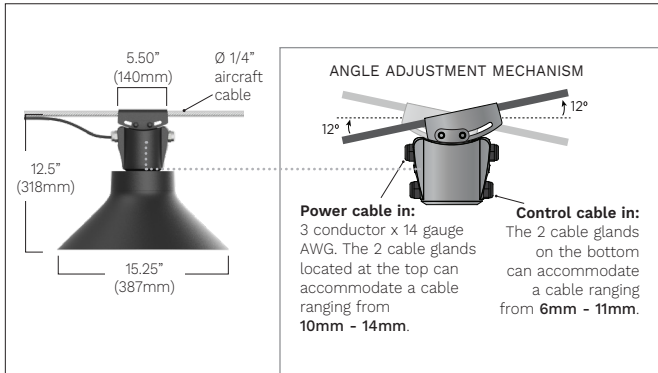 5.50”
(140mm)
Ø 1/4”
aircraft
cable
12.5”
(318mm)
15.25”
(387mm)
ANGLE ADJUSTMENT MECHANISM
12º
12º
Power cable in:
3 conductor x 14 gauge
AWG. The 2 cable glands
located at the top can
accommodate a cable
ranging from
10mm - 14mm.
Control cable in:
The 2 cable glands
on the bottom
can accommodate
a cable ranging
from 6mm - 11mm.